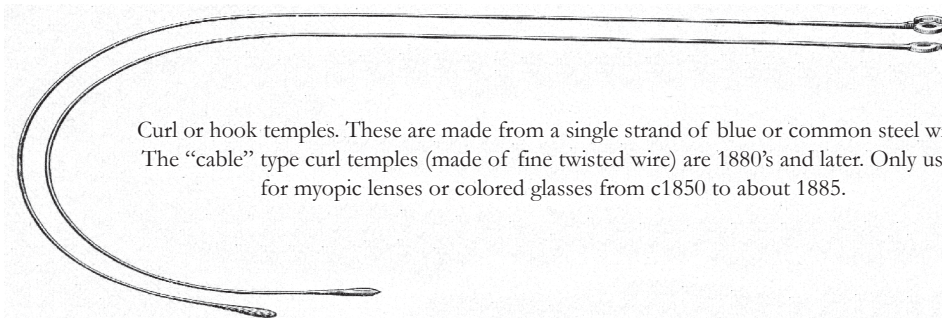 Curl or hook temples. These are made from a single strand of blue or common steel wi
The “cable” type curl temples (made of fine twisted wire) are 1880’s and later. Only us
for myopic lenses or colored glasses from c1850 to about 1885.